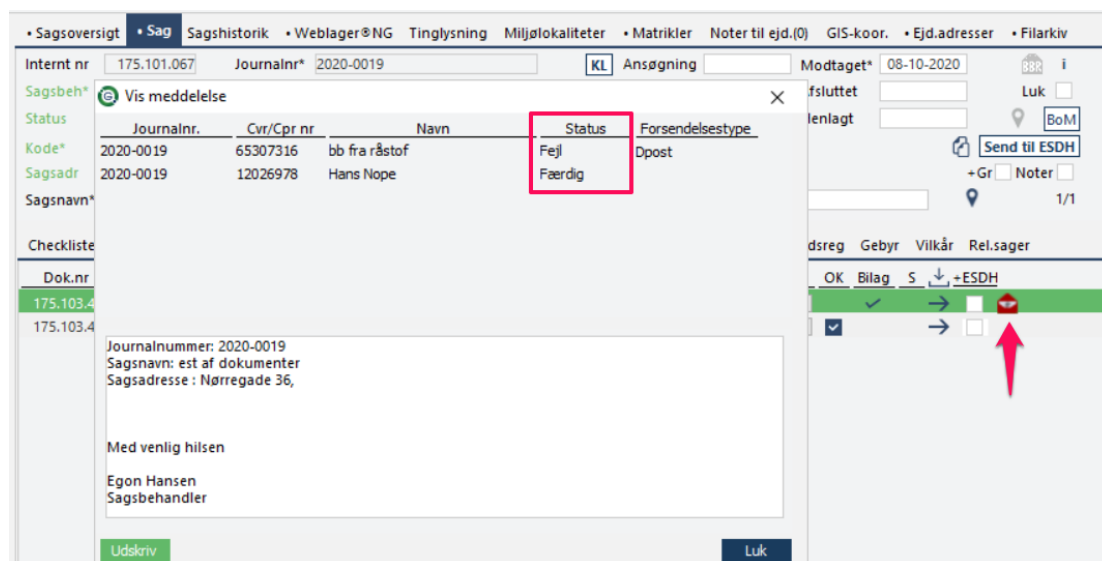 • Sagsoversigt • Sag Sagshistorik • Weblager®NG Tinglysning Miljølokaliteter • Matrikler Noter til ejd.(0) GIS-koor. • Ejd.adresser • Filarkiv
Internt nr 175.101.067 Journalnr* 2020-0019 KL Ansøgning Modtaget* 08-10-2020 BBR i
Sagsbeh* fsluttet Luk
Status lenlagt BoM
Kode* Send til ESDH
Sagsadr +Gr Noter
Sagsnavn* 1/1
Vis meddelelse
Journalnr. Cvr/Cpr nr Navn Status Forsendelsestype
2020-0019 65307316 bb fra råstof Fejl Dpost
2020-0019 12026978 Hans Nope Færdig
Checkliste dsreg Gebyr Vilkår Rel.sager
Dok.nr OK Bilag S +ESDH
175.103.4
175.103.4
Journalnummer: 2020-0019
Sagsnavn: est af dokumenter
Sagsadresse : Nørregade 36,
Med venlig hilsen
Egon Hansen
Sagsbehandler
Udskriv Luk